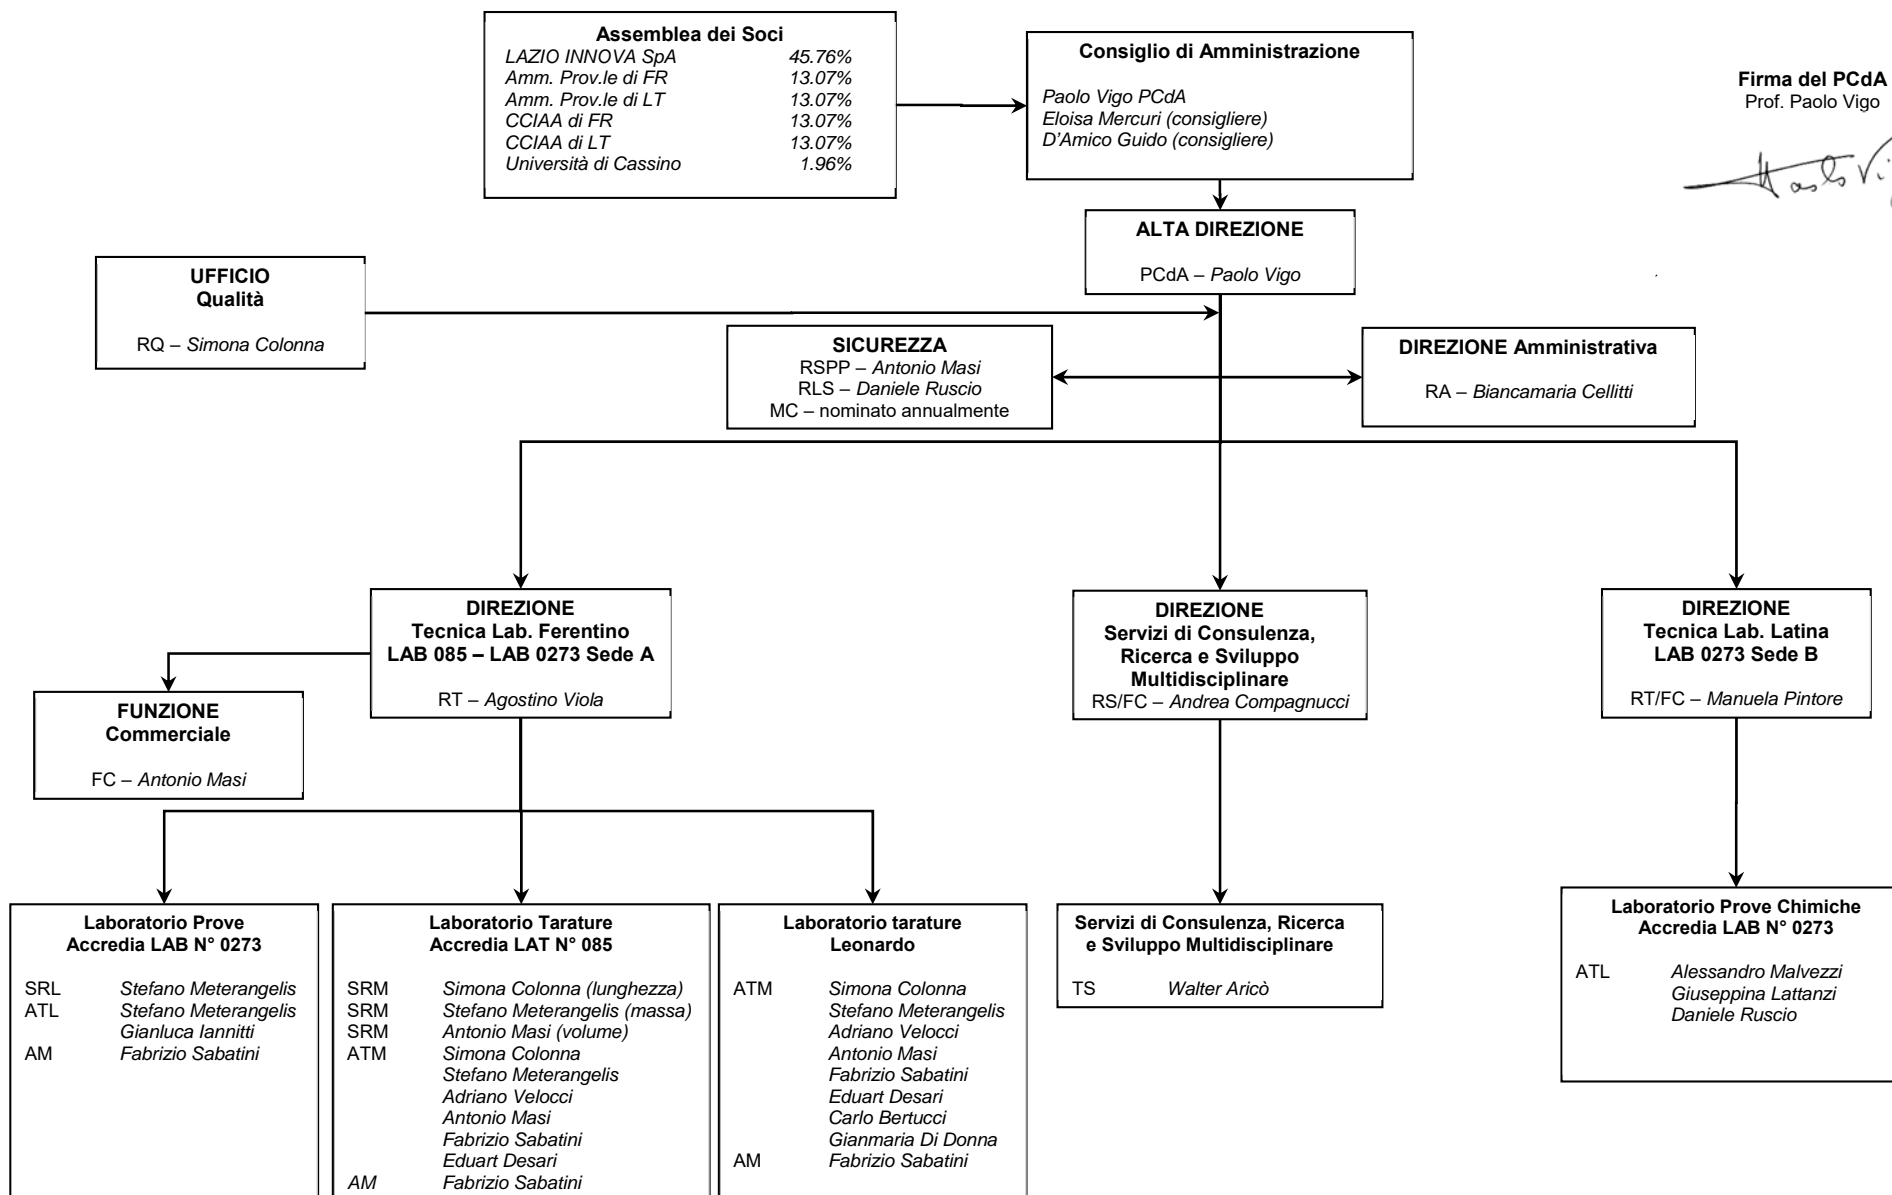 Assemblea dei Soci
LAZIO INNOVA SpA 45.76%
Amm. Prov.le di FR 13.07%
Amm. Prov.le di LT 13.07%
CCIAA di FR 13.07%
CCIAA di LT 13.07%
Università di Cassino 1.96%
Consiglio di Amministrazione
Paolo Vigo PCdA
Eloisa Mercuri (consigliere)
D'Amico Guido (consigliere)
Firma del PCdA
Prof. Paolo Vigo
ALTA DIREZIONE
PCdA – Paolo Vigo
UFFICIO
Qualità
RQ – Simona Colonna
SICUREZZA
RSPP – Antonio Masi
RLS – Daniele Ruscio
MC – nominato annualmente
DIREZIONE Amministrativa
RA – Biancamaria Cellitti
DIREZIONE
Tecnica Lab. Ferentino
LAB 085 – LAB 0273 Sede A
RT – Agostino Viola
FUNZIONE
Commerciale
FC – Antonio Masi
DIREZIONE
Servizi di Consulenza,
Ricerca e Sviluppo
Multidisciplinare
RS/FC – Andrea Compagnucci
DIREZIONE
Tecnica Lab. Latina
LAB 0273 Sede B
RT/FC – Manuela Pintore
Laboratorio Prove
Accredia LAB N° 0273
SRL Stefano Meterangelis
ATL Stefano Meterangelis
Gianluca Iannitti
AM Fabrizio Sabatini
Laboratorio Tarature
Accredia LAT N° 085
SRM Simona Colonna (lunghezza)
SRM Stefano Meterangelis (massa)
SRM Antonio Masi (volume)
ATM Simona Colonna
Stefano Meterangelis
Adriano Velocci
Antonio Masi
Fabrizio Sabatini
Eduart Desari
AM Fabrizio Sabatini
Laboratorio tarature
Leonardo
ATM Simona Colonna
Stefano Meterangelis
Adriano Velocci
Antonio Masi
Fabrizio Sabatini
Eduart Desari
Carlo Bertucci
Gianmaria Di Donna
AM Fabrizio Sabatini
Servizi di Consulenza, Ricerca
e Sviluppo Multidisciplinare
TS Walter Aricò
Laboratorio Prove Chimiche
Accredia LAB N° 0273
ATL Alessandro Malvezzi
Giuseppina Lattanzi
Daniele Ruscio